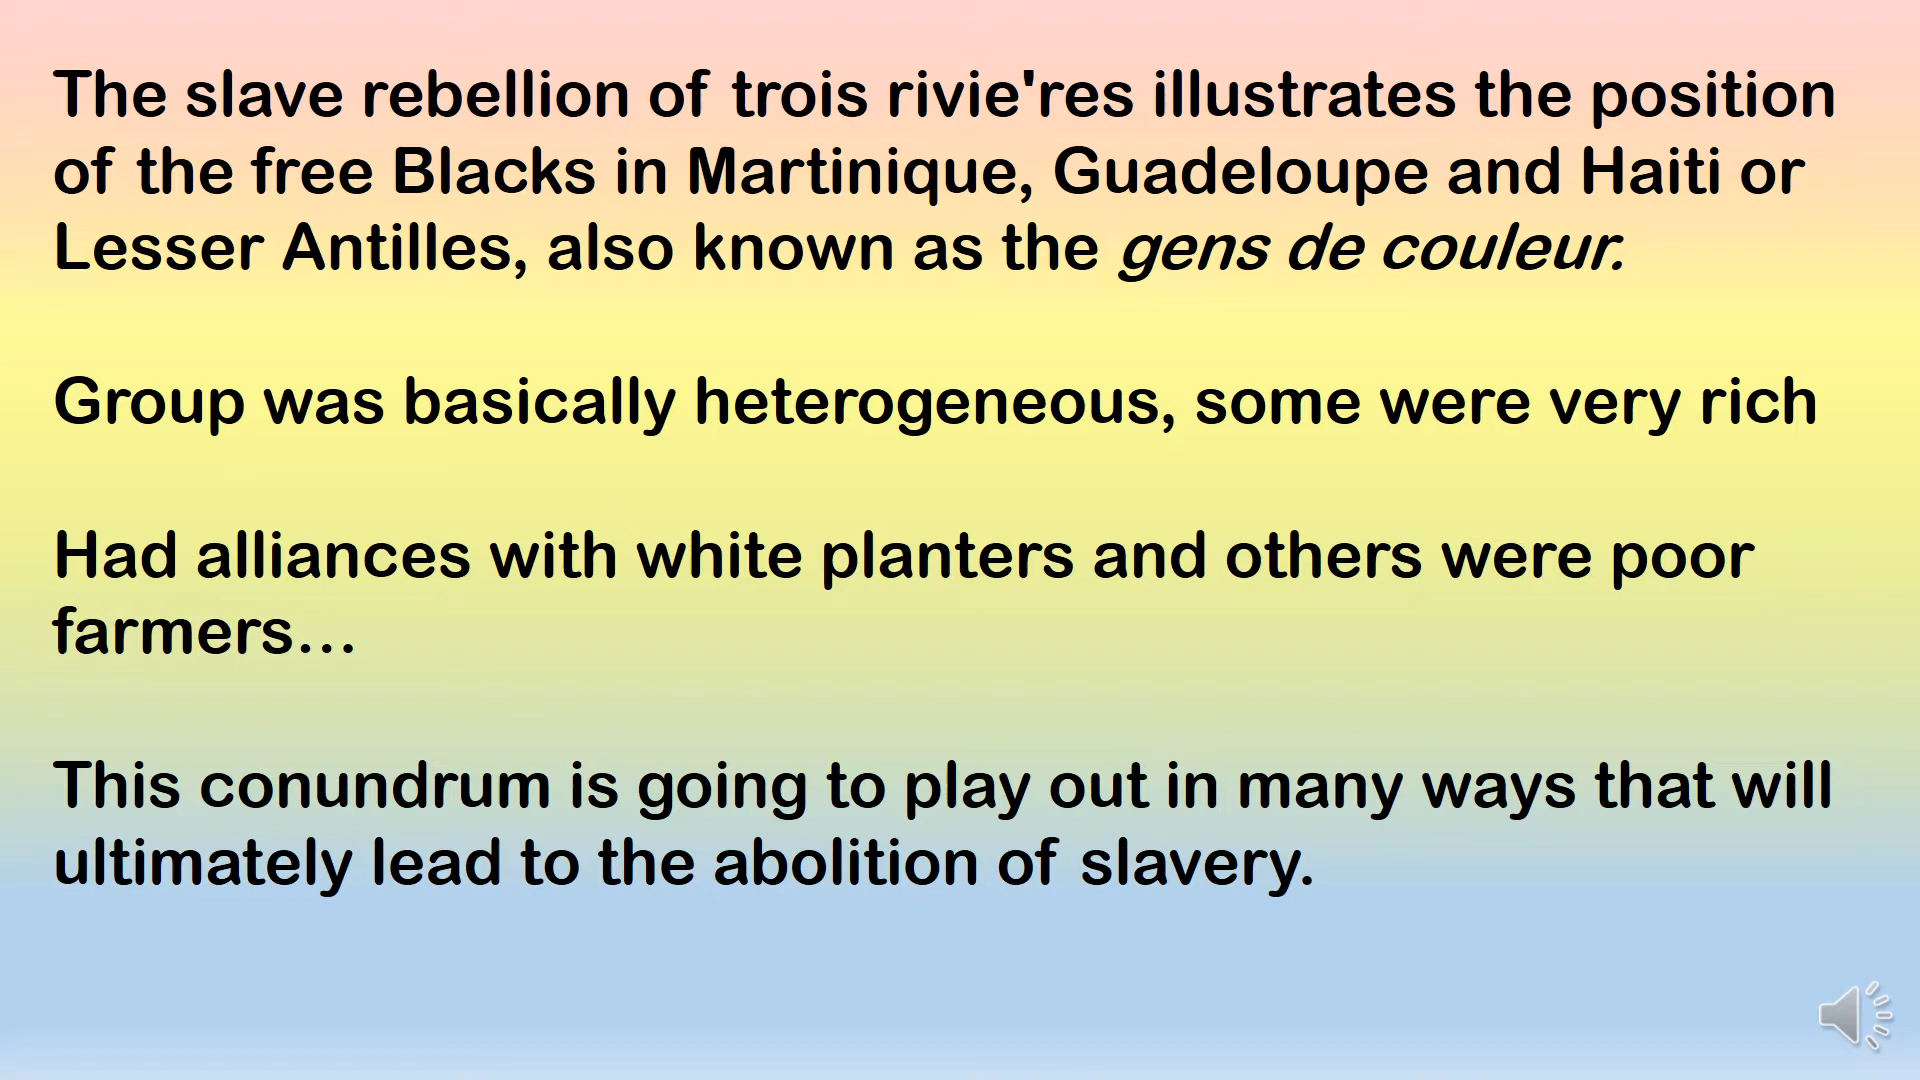 The slave rebellion of trois rivie'res illustrates the position
of the free Blacks in Martinique, Guadeloupe and Haiti or
Lesser Antilles, also known as the gens de couleur.
Group was basically heterogeneous, some were very rich
Had alliances with white planters and others were poor
farmers…
This conundrum is going to play out in many ways that will
ultimately lead to the abolition of slavery.